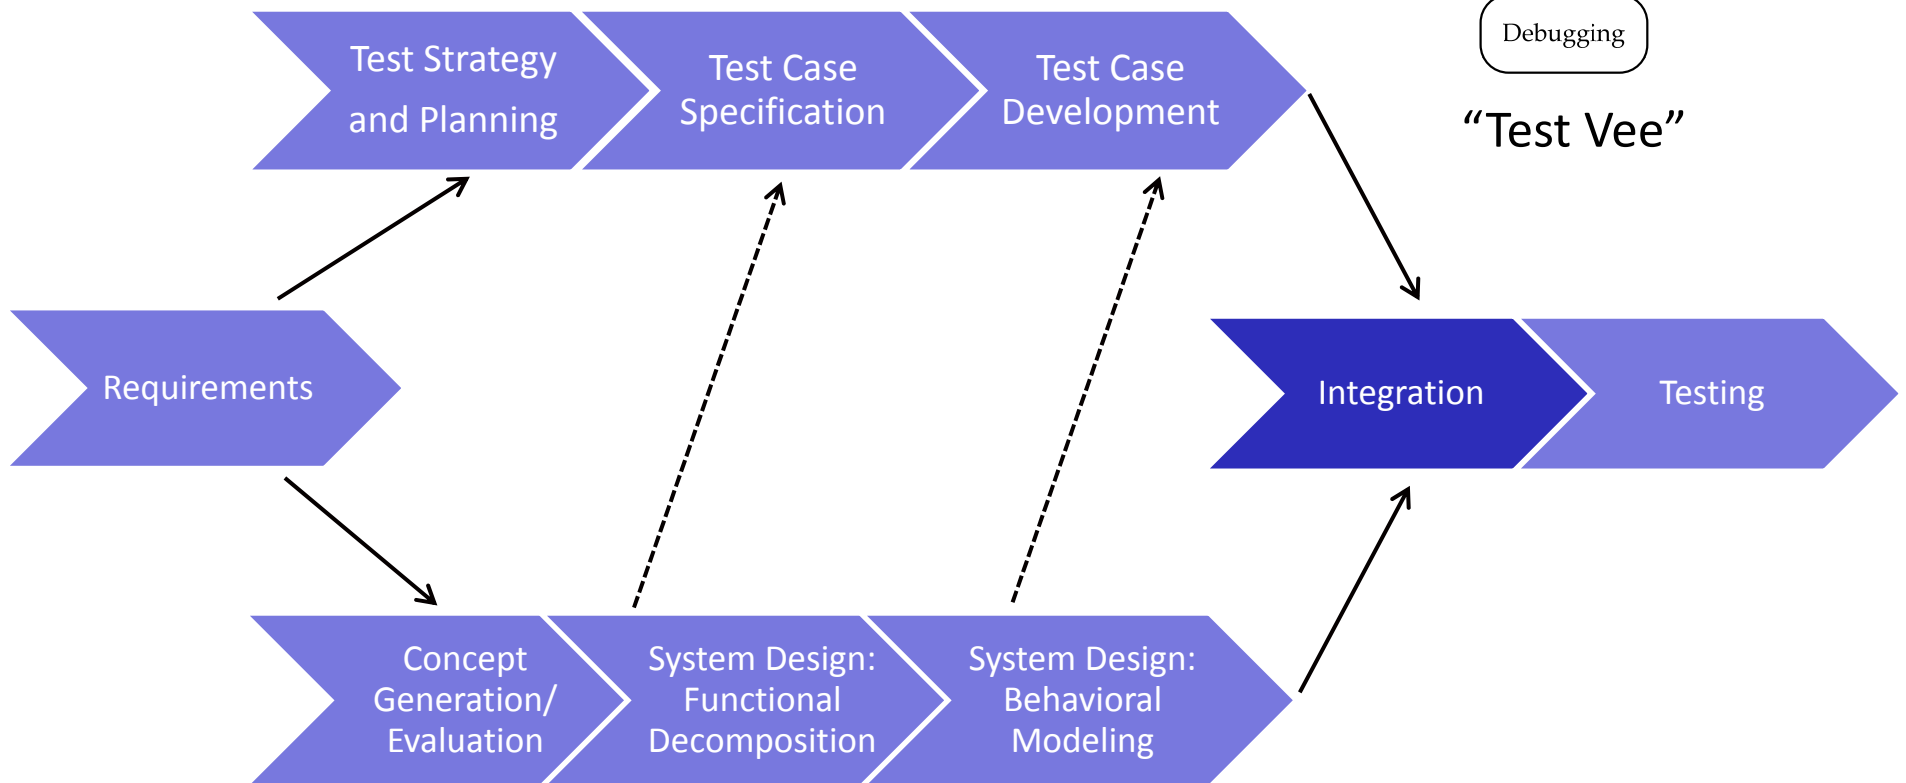 Debugging
“Test Vee”
Test Strategy
and Planning
Test Case
Specification
Test Case
Development
Requirements
Integration
Testing
Concept
Generation/
Evaluation
System Design:
Functional
Decomposition
System Design:
Behavioral
Modeling